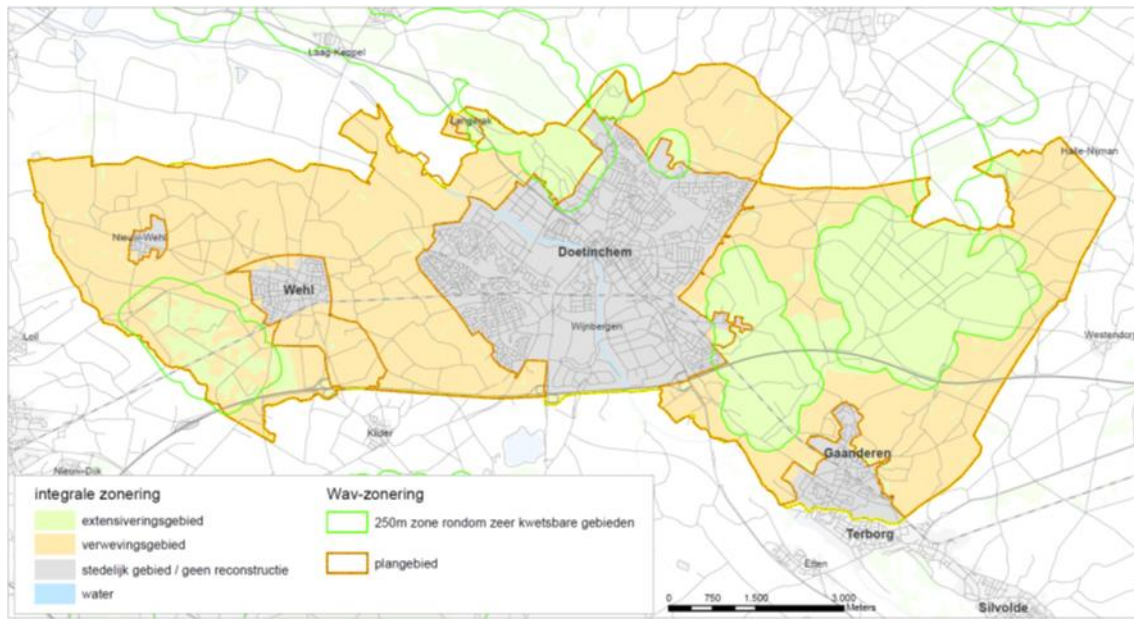 Laag-Keppel
Langerak
Halle-Nijman
Nieuw-Wehl
Doetinchem
Wehl
Wijnbergen
Loil
Westendorp
Kilder
Gaanderen
Nieuw-Dijk
integrale zonering
extensiveringsgebied
verwevingsgebied
stedelijk gebied / geen reconstructie
water
Wav-zonering
250m zone rondom zeer kwetsbare gebieden
plangebied
Terborg
Etten
Silvolde
0 750 1.500 3.000
Meters